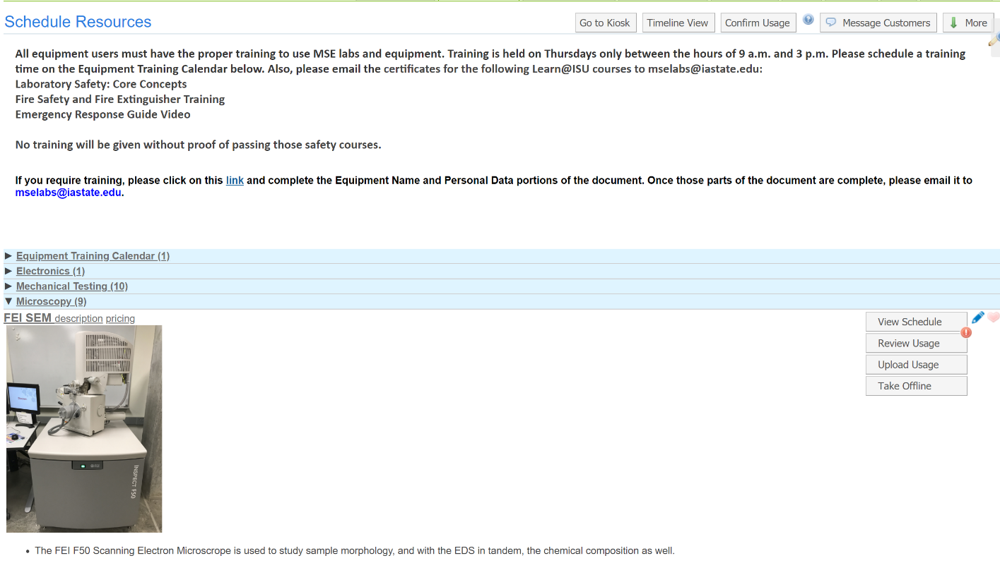 Schedule Resources
Go to Kiosk
Timeline View
Confirm Usage
?
Message Customers
More
All equipment users must have the proper training to use MSE labs and equipment. Training is held on Thursdays only between the hours of 9 a.m. and 3 p.m. Please schedule a training
time on the Equipment Training Calendar below. Also, please email the certificates for the following Learn@ISU courses to mselabs@iastate.edu:
Laboratory Safety: Core Concepts
Fire Safety and Fire Extinguisher Training
Emergency Response Guide Video
No training will be given without proof of passing those safety courses.
If you require training, please click on this link and complete the Equipment Name and Personal Data portions of the document. Once those parts of the document are complete, please email it to
mselabs@iastate.edu.
Equipment Training Calendar (1)
Electronics (1)
Mechanical Testing (10)
Microscopy (9)
FEI SEM description pricing
View Schedule
!
Review Usage
Upload Usage
Take Offline
FEI
INSPECT F50
• The FEI F50 Scanning Electron Microscrope is used to study sample morphology, and with the EDS in tandem, the chemical composition as well.